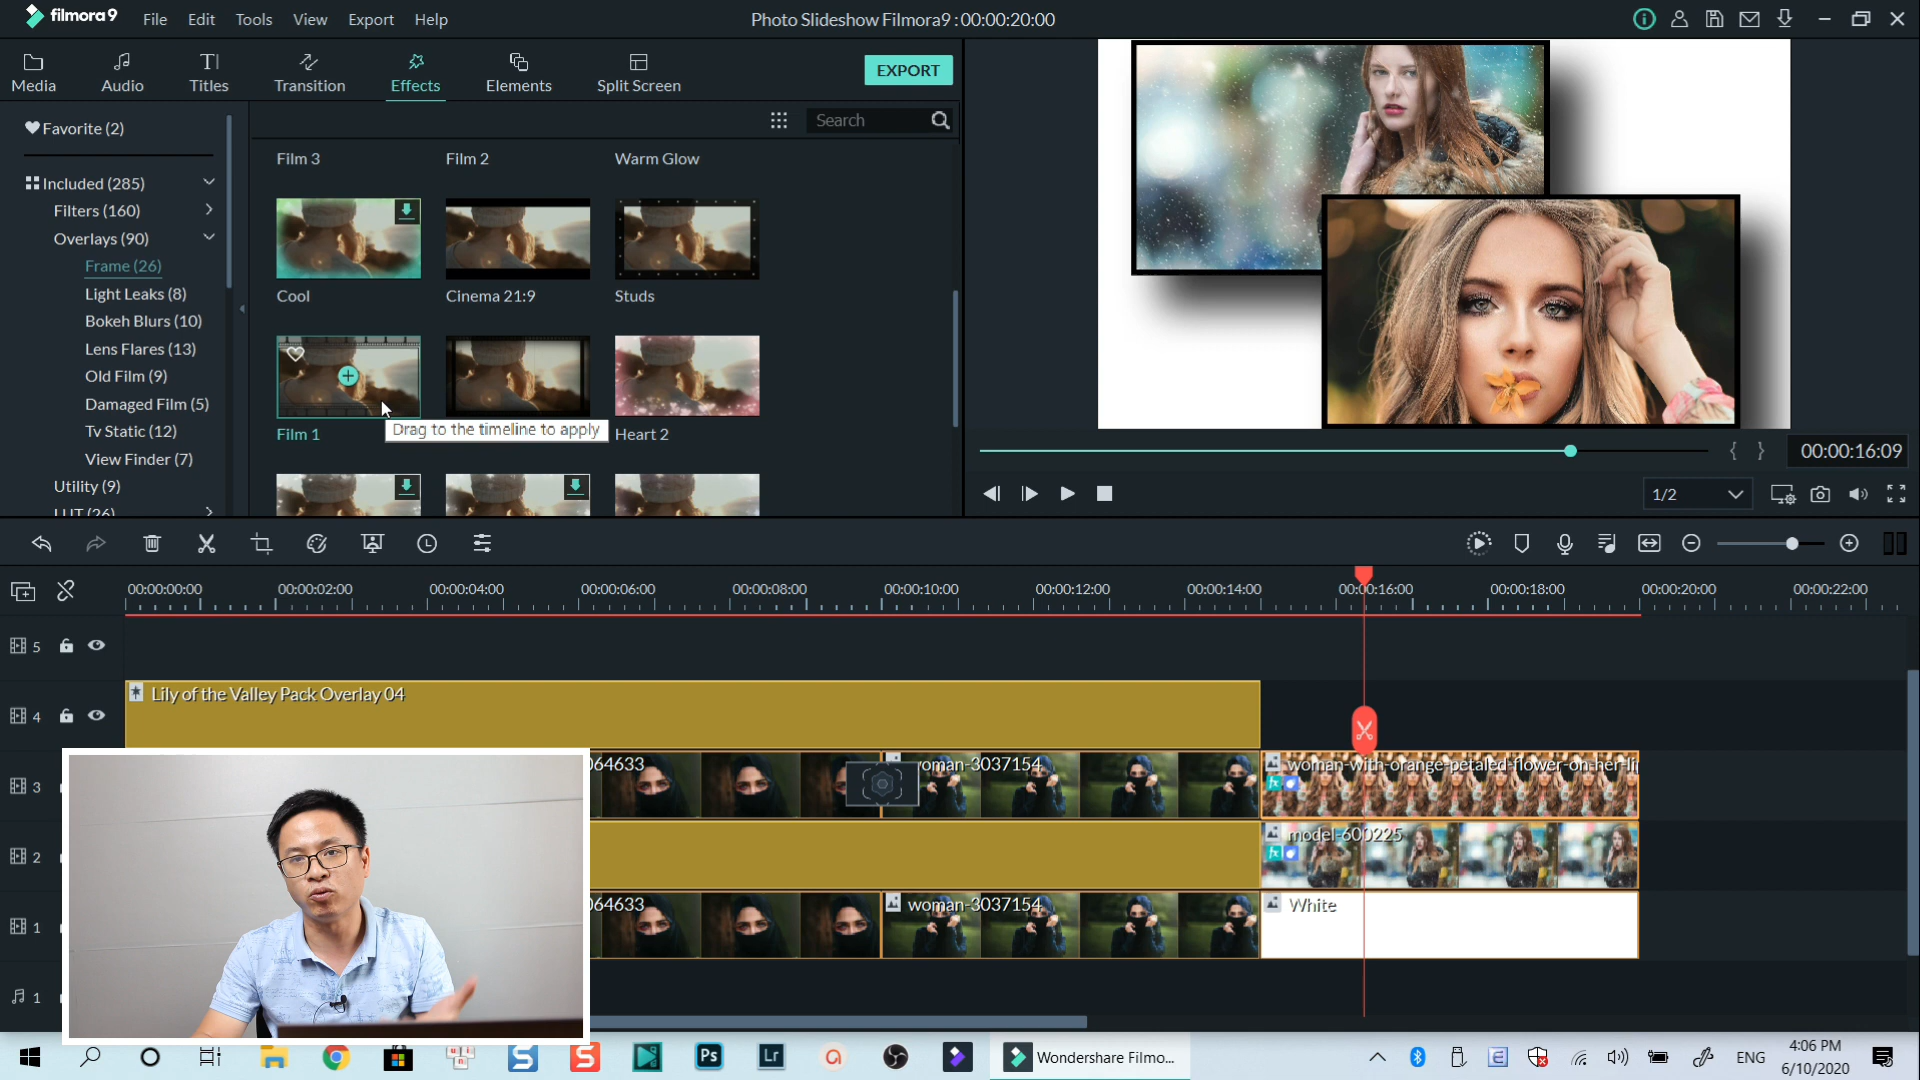 filmora9
File Edit Tools View Export Help
Photo Slideshow Filmora9 : 00:00:20:00
Media Audio Titles Transition Effects Elements Split Screen
EXPORT
Search
Favorite (2)
Included (285)
Filters (160)
Overlays (90)
Frame (26)
Light Leaks (8)
Bokeh Blurs (10)
Lens Flares (13)
Old Film (9)
Damaged Film (5)
Tv Static (12)
View Finder (7)
Utility (9)
LUT (26)
Film 3 Film 2 Warm Glow
Cool Cinema 21:9 Studs
Film 1 Heart 2
Drag to the timeline to apply
00:00:16:09
1/2
00:00:00:00 00:00:02:00 00:00:04:00 00:00:06:00 00:00:08:00 00:00:10:00 00:00:12:00 00:00:14:00 00:00:16:00 00:00:18:00 00:00:20:00 00:00:22:00
5
4 Lily of the Valley Pack Overlay 04
3 064633 woman-3037154 woman-with-orange-petaled-flower-on-her-li
2 model-600225
1 064633 woman-3037154 White
1
Ps Lr Wondershare Filmo... ENG
4:06 PM
6/10/2020